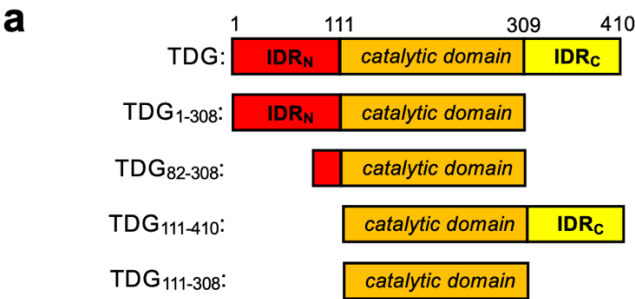 a
1 111 309 410
TDG: IDRN catalytic domain IDRC
TDG1-308: IDRN catalytic domain
TDG82-308: catalytic domain
TDG111-410: catalytic domain IDRC
TDG111-308: catalytic domain